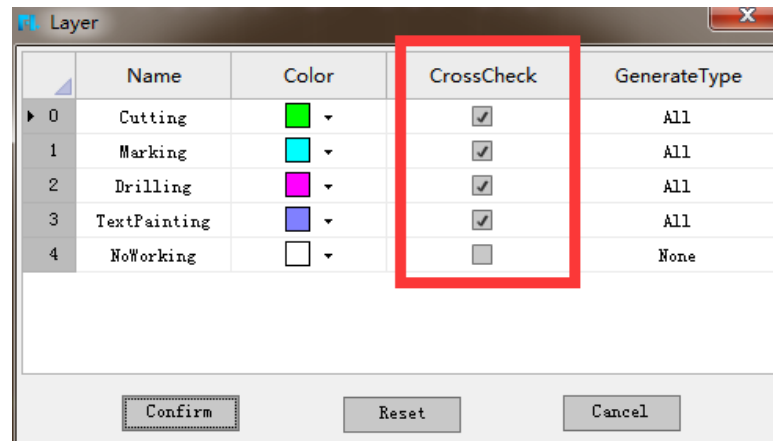 Layer
Name Color CrossCheck GenerateType
0 Cutting All
1 Marking All
2 Drilling All
3 TextPainting All
4 NoWorking None
Confirm Reset Cancel